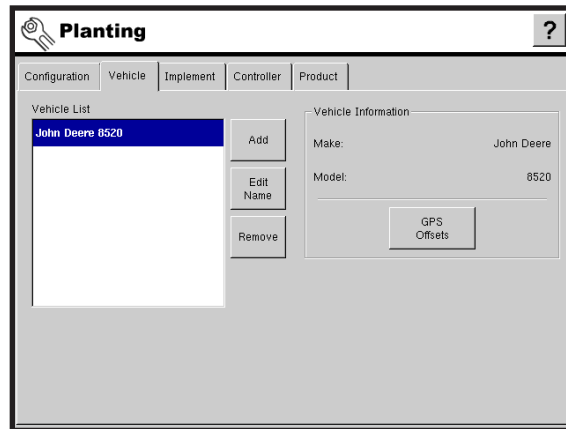 Planting
?
Configuration Vehicle Implement Controller Product
Vehicle List
John Deere 8520
Add
Edit
Name
Remove
Vehicle Information
Make: John Deere
Model: 8520
GPS
Offsets